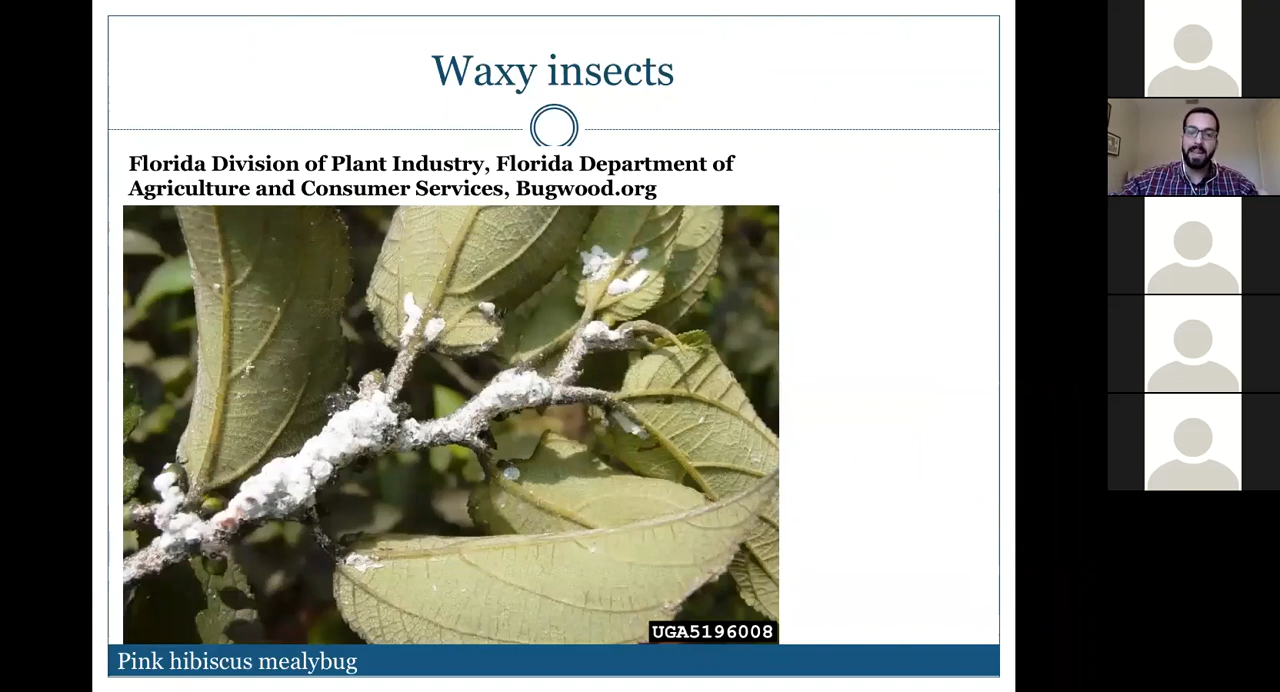 Waxy insects
Florida Division of Plant Industry, Florida Department of
Agriculture and Consumer Services, Bugwood.org
UGA5196008
Pink hibiscus mealybug